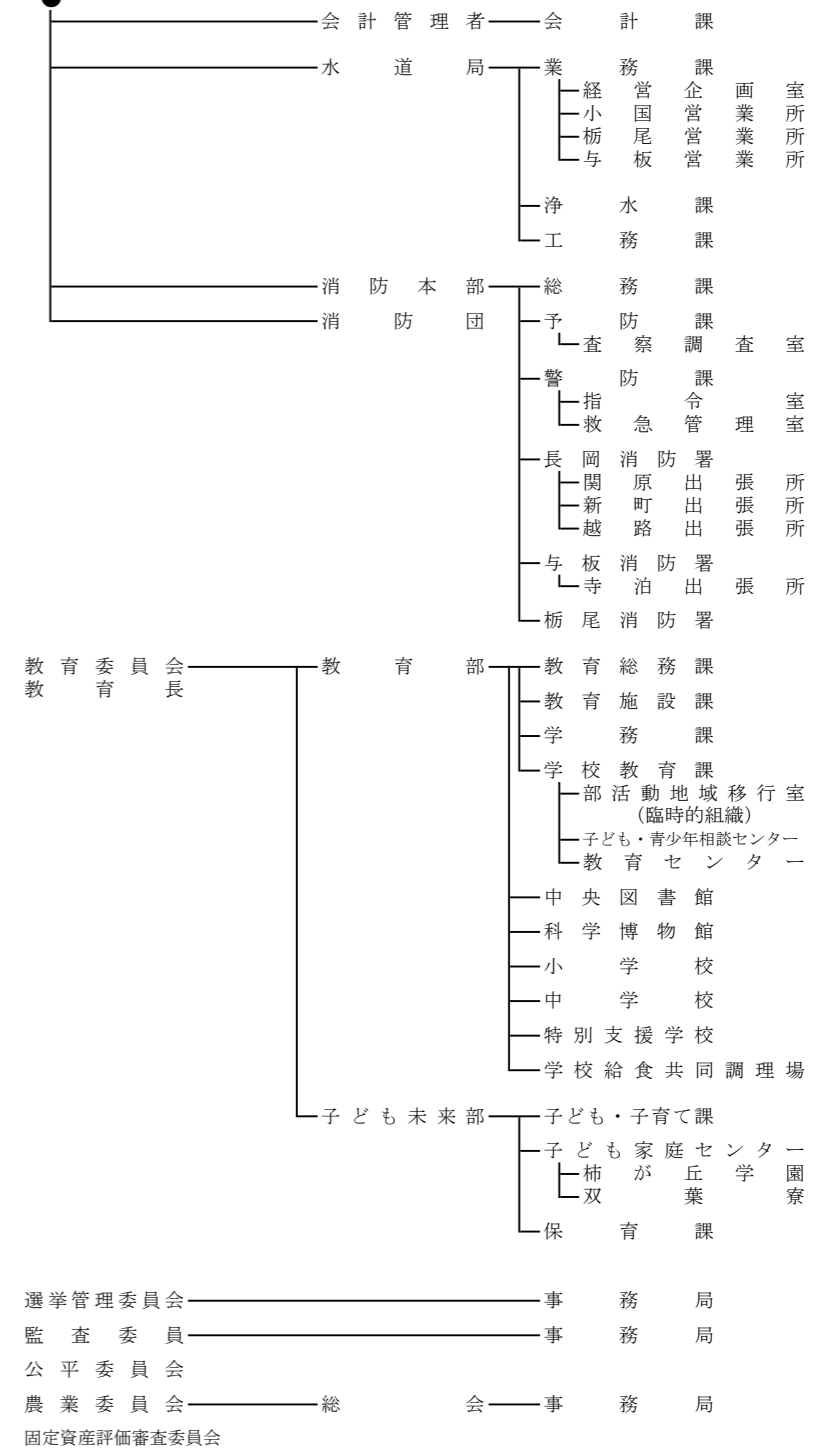 会計管理者 会計課
水道局 業務課
経営企画室
小国営業所
栃尾営業所
与板営業所
浄水課
工務課
消防本部 総務課
消防団 予防課
査察調査室
警防課
指令室
救急管理室
長岡消防署
関原出張所
新町出張所
越路出張所
与板消防署
寺泊出張所
栃尾消防署
教育委員会 教育部 教育総務課
教育長
教育施設課
学務課
学校教育課
部活動地域移行室
（臨時的組織）
子ども・青少年相談センター
教育センター
中央図書館
科学博物館
小学校
中学校
特別支援学校
学校給食共同調理場
子ども未来部 子ども・子育て課
子ども家庭センター
柿が丘学園
双葉寮
保育課
選挙管理委員会 事務局
監査委員 事務局
公平委員会
農業委員会 総会 事務局
固定資産評価審査委員会